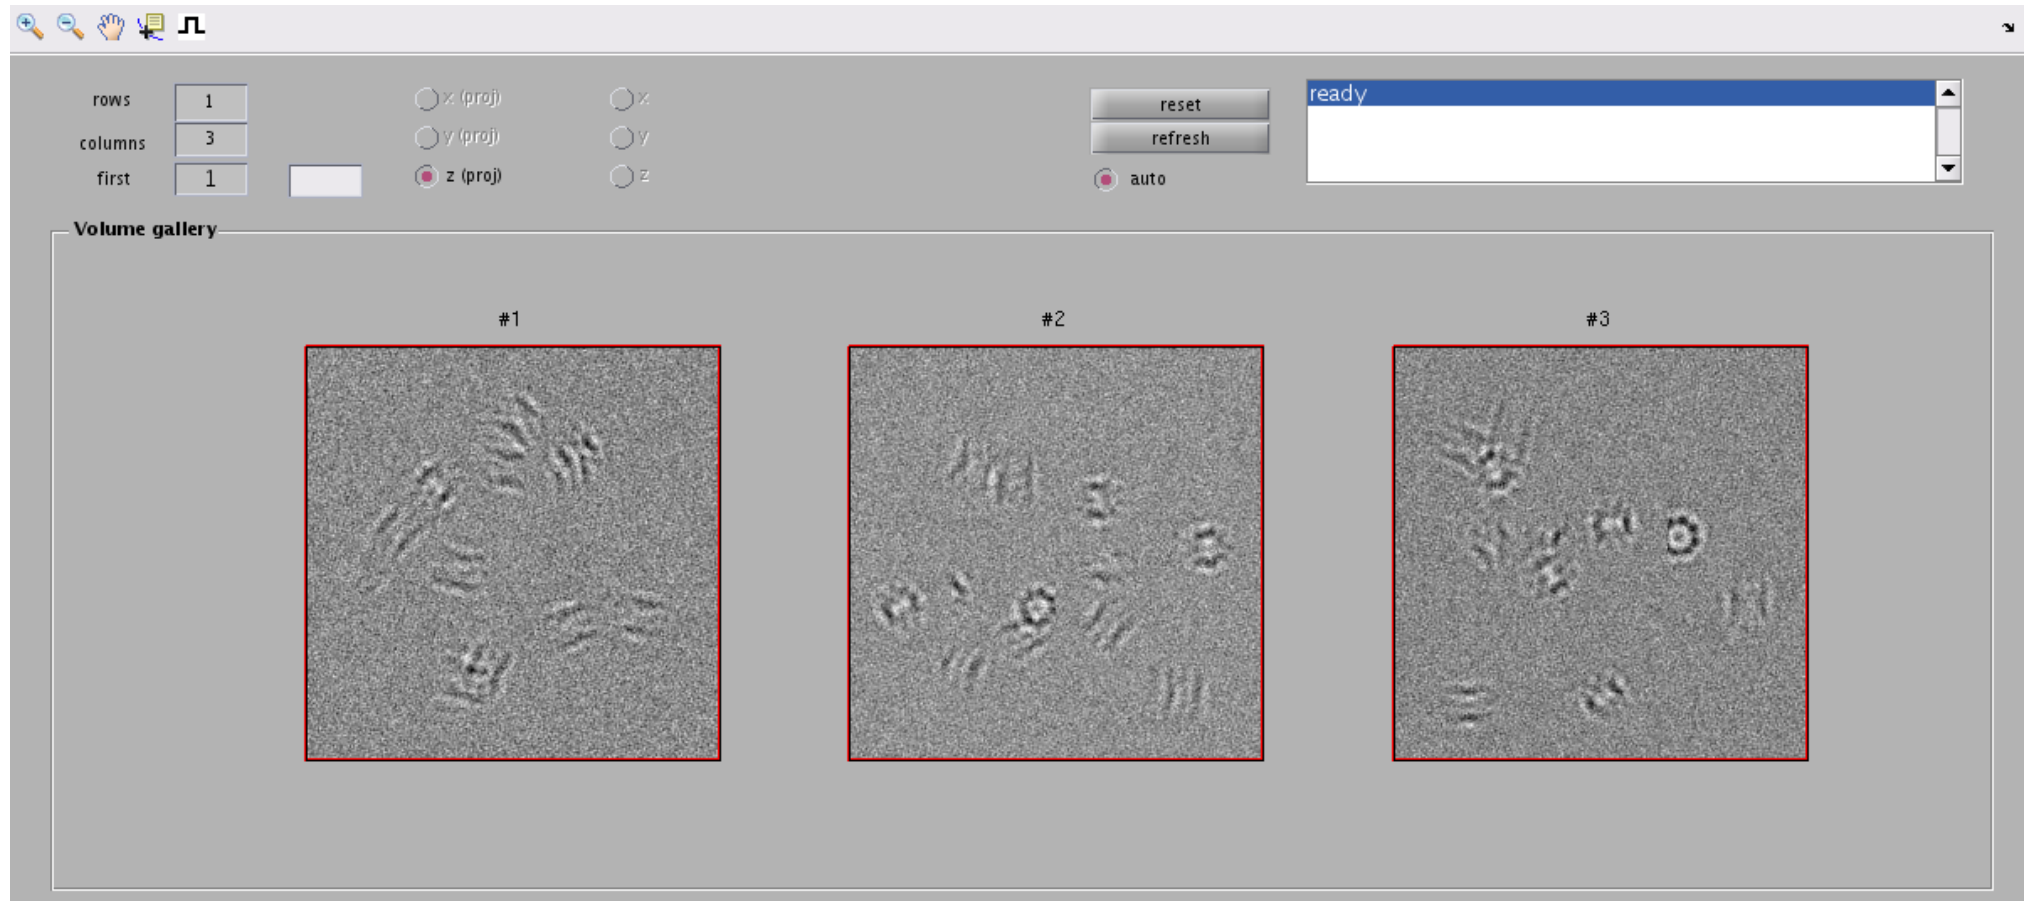 rows 1
columns 3
first 1
x (proj) x
y (proj) y
z (proj) z
reset
refresh
auto
ready
Volume gallery
#1 #2 #3